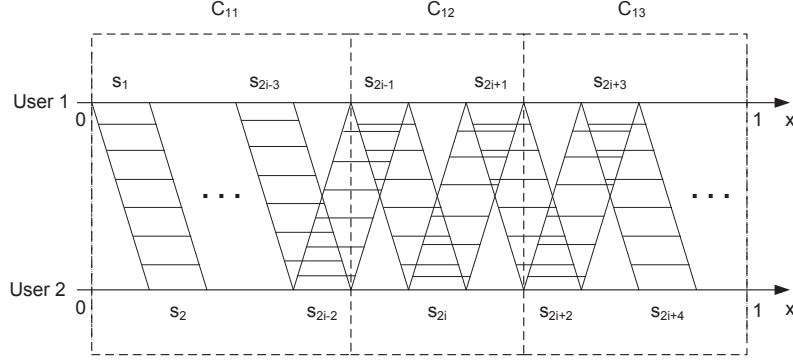 C11 C12 C13
s1 s2i-3 s2i-1 s2i+1 s2i+3
User 1
0 1 x
... ...
User 2
0 1 x
s2 s2i-2 s2i s2i+2 s2i+4